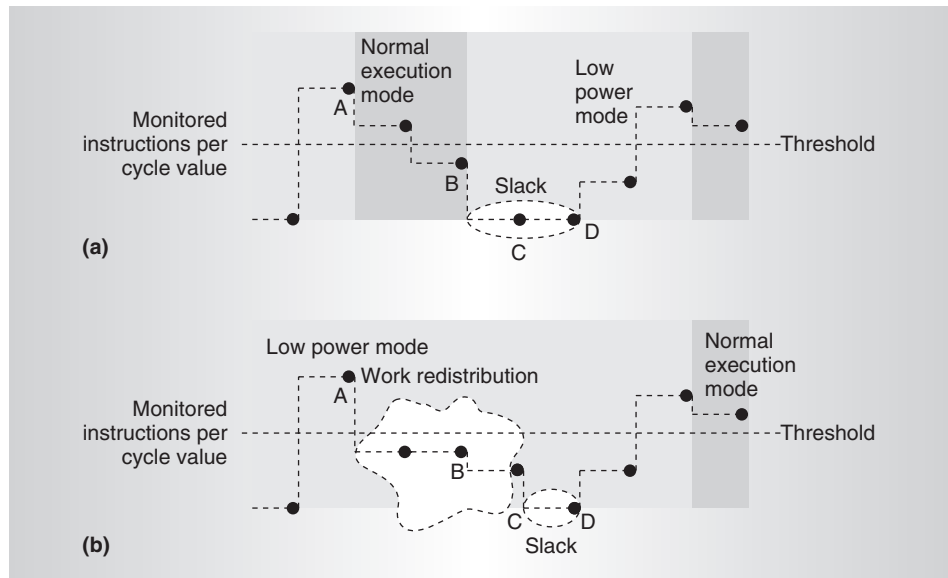 Normal
execution
mode
A
Low
power
mode
Monitored
instructions per
cycle value
Threshold
B
Slack
D
C
(a)
Low power mode
Normal
execution
mode
A
Work redistribution
Monitored
instructions per
cycle value
Threshold
B
C
D
Slack
(b)